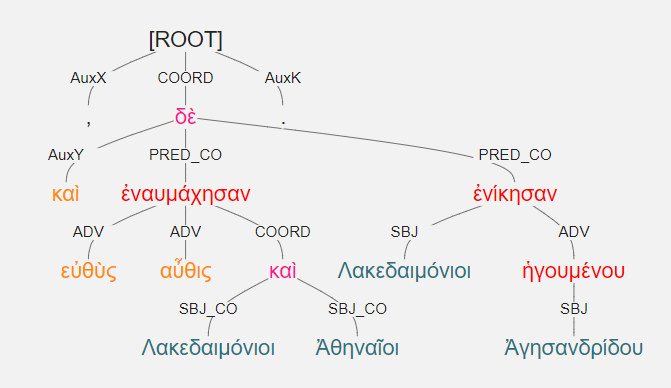 [ROOT]
AuxX COORD AuxK
, δὲ .
AuxY PRED_CO PRED_CO
καὶ ἐναυμάχησαν ἐνίκησαν
ADV ADV COORD SBJ ADV
εὐθὺς αὖθις καὶ Λακεδαιμόνιοι ἡγουμένου
SBJ_CO SBJ_CO SBJ
Λακεδαιμόνιοι Ἀθηναῖοι Ἀγησανδρίδου